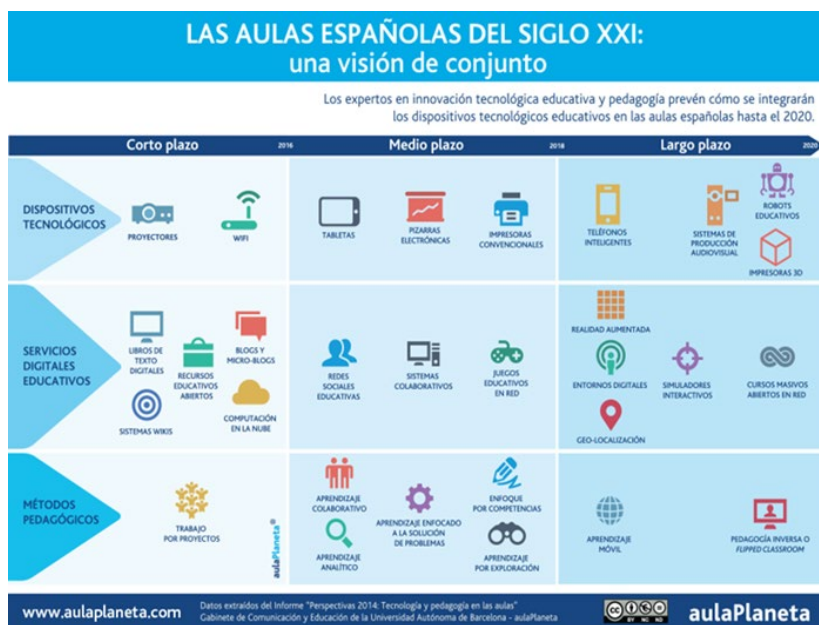 LAS AULAS ESPAÑOLAS DEL SIGLO XXI:
una visión de conjunto
Los expertos en innovación tecnológica educativa y pedagogía prevén cómo se integrarán
los dispositivos tecnológicos educativos en las aulas españolas hasta el 2020.
Corto plazo
2016
Medio plazo
2018
Largo plazo
2020
DISPOSITIVOS
TECNOLÓGICOS
PROYECTORES
WIFI
TABLETAS
PIZARRAS
ELECTRÓNICAS
IMPRESORAS
CONVENCIONALES
TELÉFONOS
INTELIGENTES
SISTEMAS DE
PRODUCCIÓN
AUDIOVISUAL
ROBOTS
EDUCATIVOS
IMPRESORAS 3D
SERVICIOS
DIGITALES
EDUCATIVOS
LIBROS DE
TEXTO
DIGITALES
RECURSOS
EDUCATIVOS
ABIERTOS
BLOGS Y
MICRO-BLOGS
SISTEMAS WIKIS
COMPUTACIÓN
EN LA NUBE
REDES
SOCIALES
EDUCATIVAS
SISTEMAS
COLABORATIVOS
JUEGOS
EDUCATIVOS
EN RED
REALIDAD AUMENTADA
ENTORNOS DIGITALES
GEO-LOCALIZACIÓN
SIMULADORES
INTERACTIVOS
CURSOS MASIVOS
ABIERTOS EN RED
MÉTODOS
PEDAGÓGICOS
TRABAJO
POR PROYECTOS
aulaPlaneta®
APRENDIZAJE
COLABORATIVO
APRENDIZAJE
ANALÍTICO
APRENDIZAJE ENFOCADO
A LA SOLUCIÓN
DE PROBLEMAS
ENFOQUE
POR COMPETENCIAS
APRENDIZAJE
POR EXPLORACIÓN
APRENDIZAJE
MÓVIL
PEDAGOGÍA INVERSA O
FLIPPED CLASSROOM
www.aulaplaneta.com
Datos extraídos del Informe "Perspectivas 2014: Tecnología y pedagogía en las aulas"
Gabinete de Comunicación y Educación de la Universidad Autónoma de Barcelona - aulaPlaneta
cc
BY NC ND
aulaPlaneta